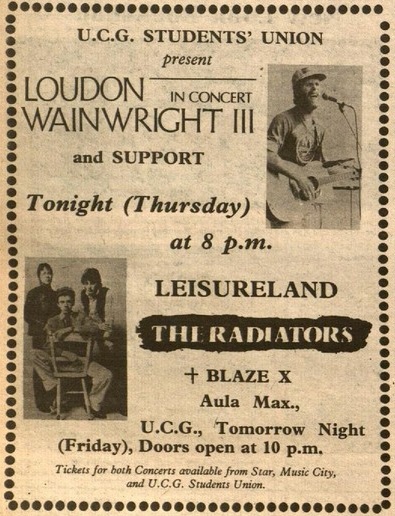 U.C.G. STUDENTS' UNION
present
LOUDON IN CONCERT
WAINWRIGHT III
and SUPPORT
Tonight (Thursday)
at 8 p.m.
LEISURELAND
THE RADIATORS
† BLAZE X
Aula Max.,
U.C.G., Tomorrow Night
(Friday), Doors open at 10 p.m.
Tickets for both Concerts available from Star, Music City,
and U.C.G. Students Union.